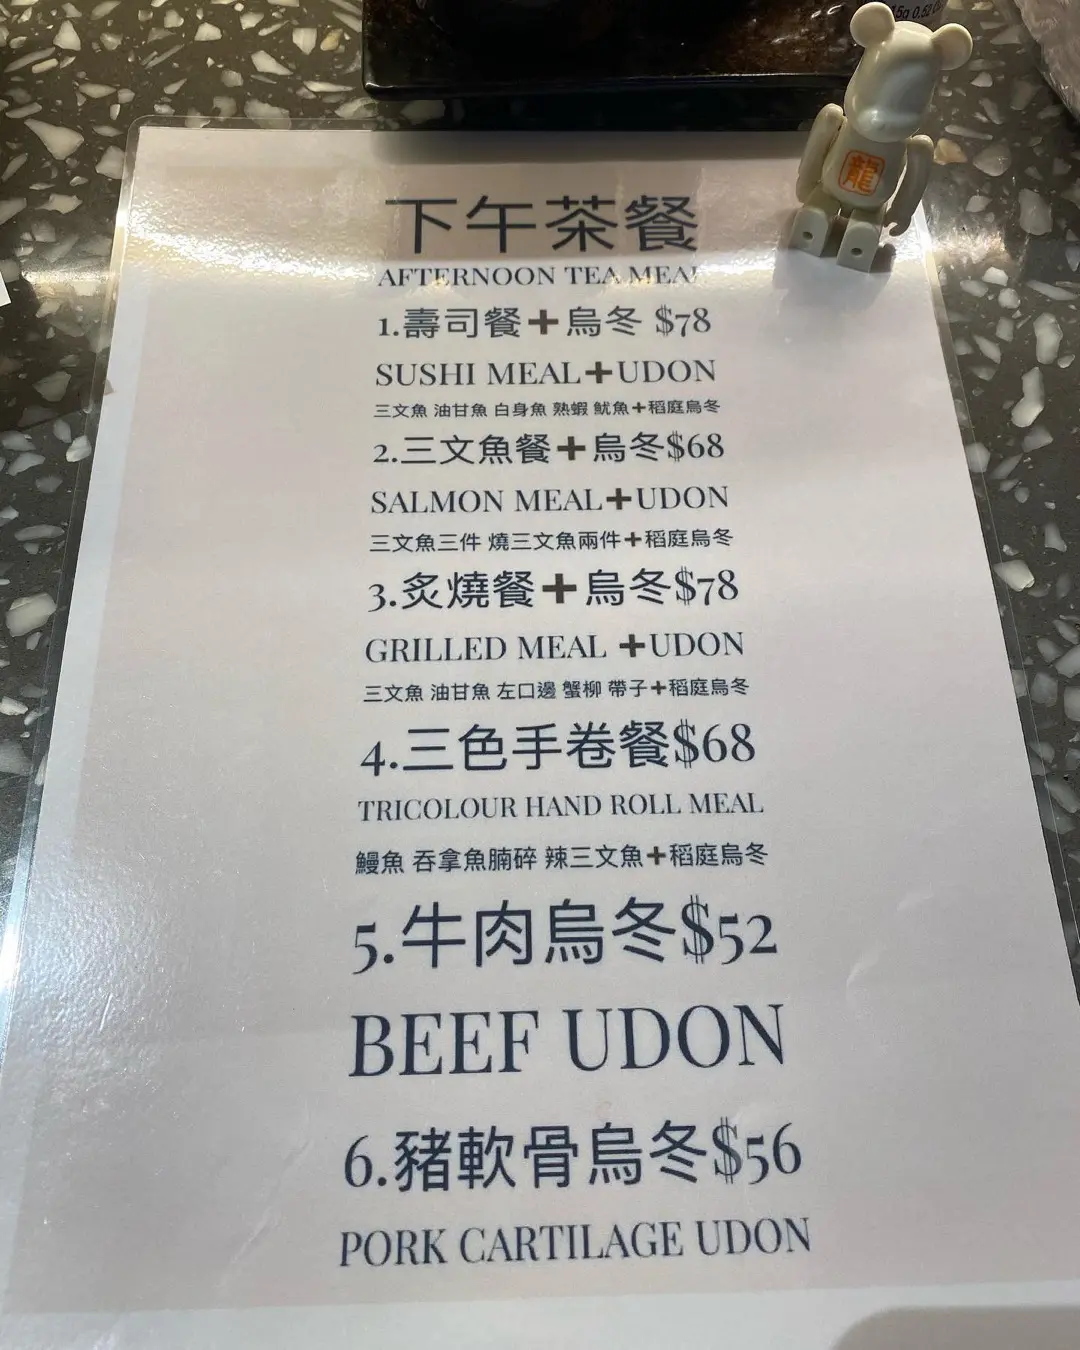 5g 0.52
龍
下午茶餐
AFTERNOON TEA MEAL
1.壽司餐➕烏冬 $78
SUSHI MEAL➕UDON
三文魚 油甘魚 白身魚 熟蝦 魷魚➕稻庭烏冬
2.三文魚餐➕烏冬$68
SALMON MEAL➕UDON
三文魚三件 燒三文魚兩件➕稻庭烏冬
3.炙燒餐➕烏冬$78
GRILLED MEAL ➕UDON
三文魚 油甘魚 左口邊 蟹柳 帶子➕稻庭烏冬
4.三色手卷餐$68
TRICOLOUR HAND ROLL MEAL
鰻魚 吞拿魚腩碎 辣三文魚➕稻庭烏冬
5.牛肉烏冬$52
BEEF UDON
6.豬軟骨烏冬$56
PORK CARTILAGE UDON